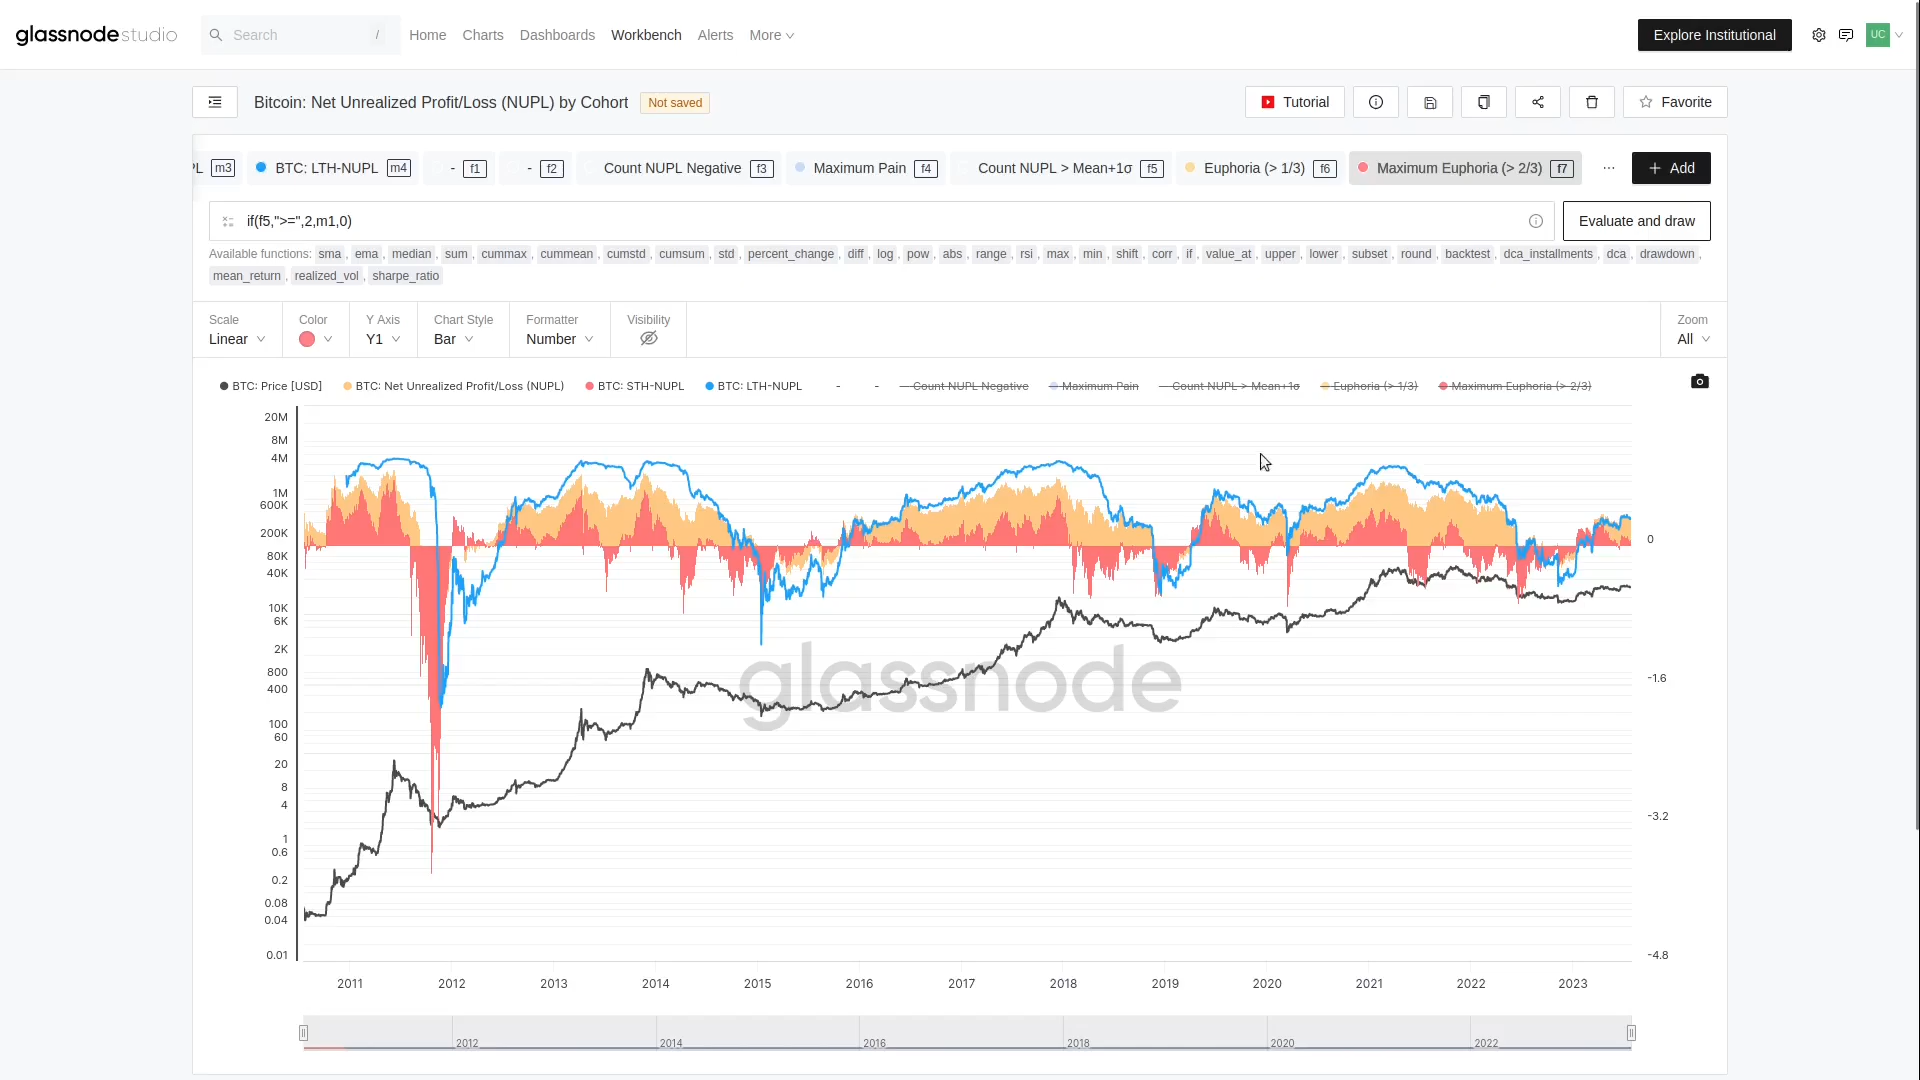 glassnodestudio
Search /
Home Charts Dashboards Workbench Alerts More
Explore Institutional
UC
Bitcoin: Net Unrealized Profit/Loss (NUPL) by Cohort Not saved
Tutorial
Favorite
PL m3 BTC: LTH-NUPL m4 - f1 - f2 Count NUPL Negative f3 Maximum Pain f4 Count NUPL > Mean+1σ f5 Euphoria (> 1/3) f6 Maximum Euphoria (> 2/3) f7 ··· + Add
if(f5,">=",2,m1,0)
Evaluate and draw
Available functions: sma , ema , median , sum , cummax , cummean , cumstd , cumsum , std , percent_change , diff , log , pow , abs , range , rsi , max , min , shift , corr , if , value_at , upper , lower , subset , round , backtest , dca_installments , dca , drawdown ,
mean_return , realized_vol , sharpe_ratio
Scale Color Y Axis Chart Style Formatter Visibility Zoom
Linear Y1 Bar Number All
BTC: Price [USD] BTC: Net Unrealized Profit/Loss (NUPL) BTC: STH-NUPL BTC: LTH-NUPL - - Count NUPL Negative Maximum Pain Count NUPL > Mean+1σ Euphoria (> 1/3) Maximum Euphoria (> 2/3)
20M
8M
4M
1M
600K
200K
80K
40K
10K
6K
2K
800
400
100
60
20
8
4
1
0.6
0.2
0.08
0.04
0.01
0
-1.6
-3.2
-4.8
glassnode
2011 2012 2013 2014 2015 2016 2017 2018 2019 2020 2021 2022 2023
2012 2014 2016 2018 2020 2022